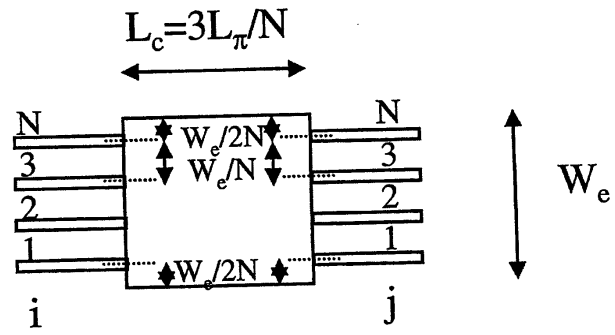 L_c=3L_π/N
N N
W_e/2N
3 W_e/N 3
W_e
2 2
1 1
W_e/2N
i j